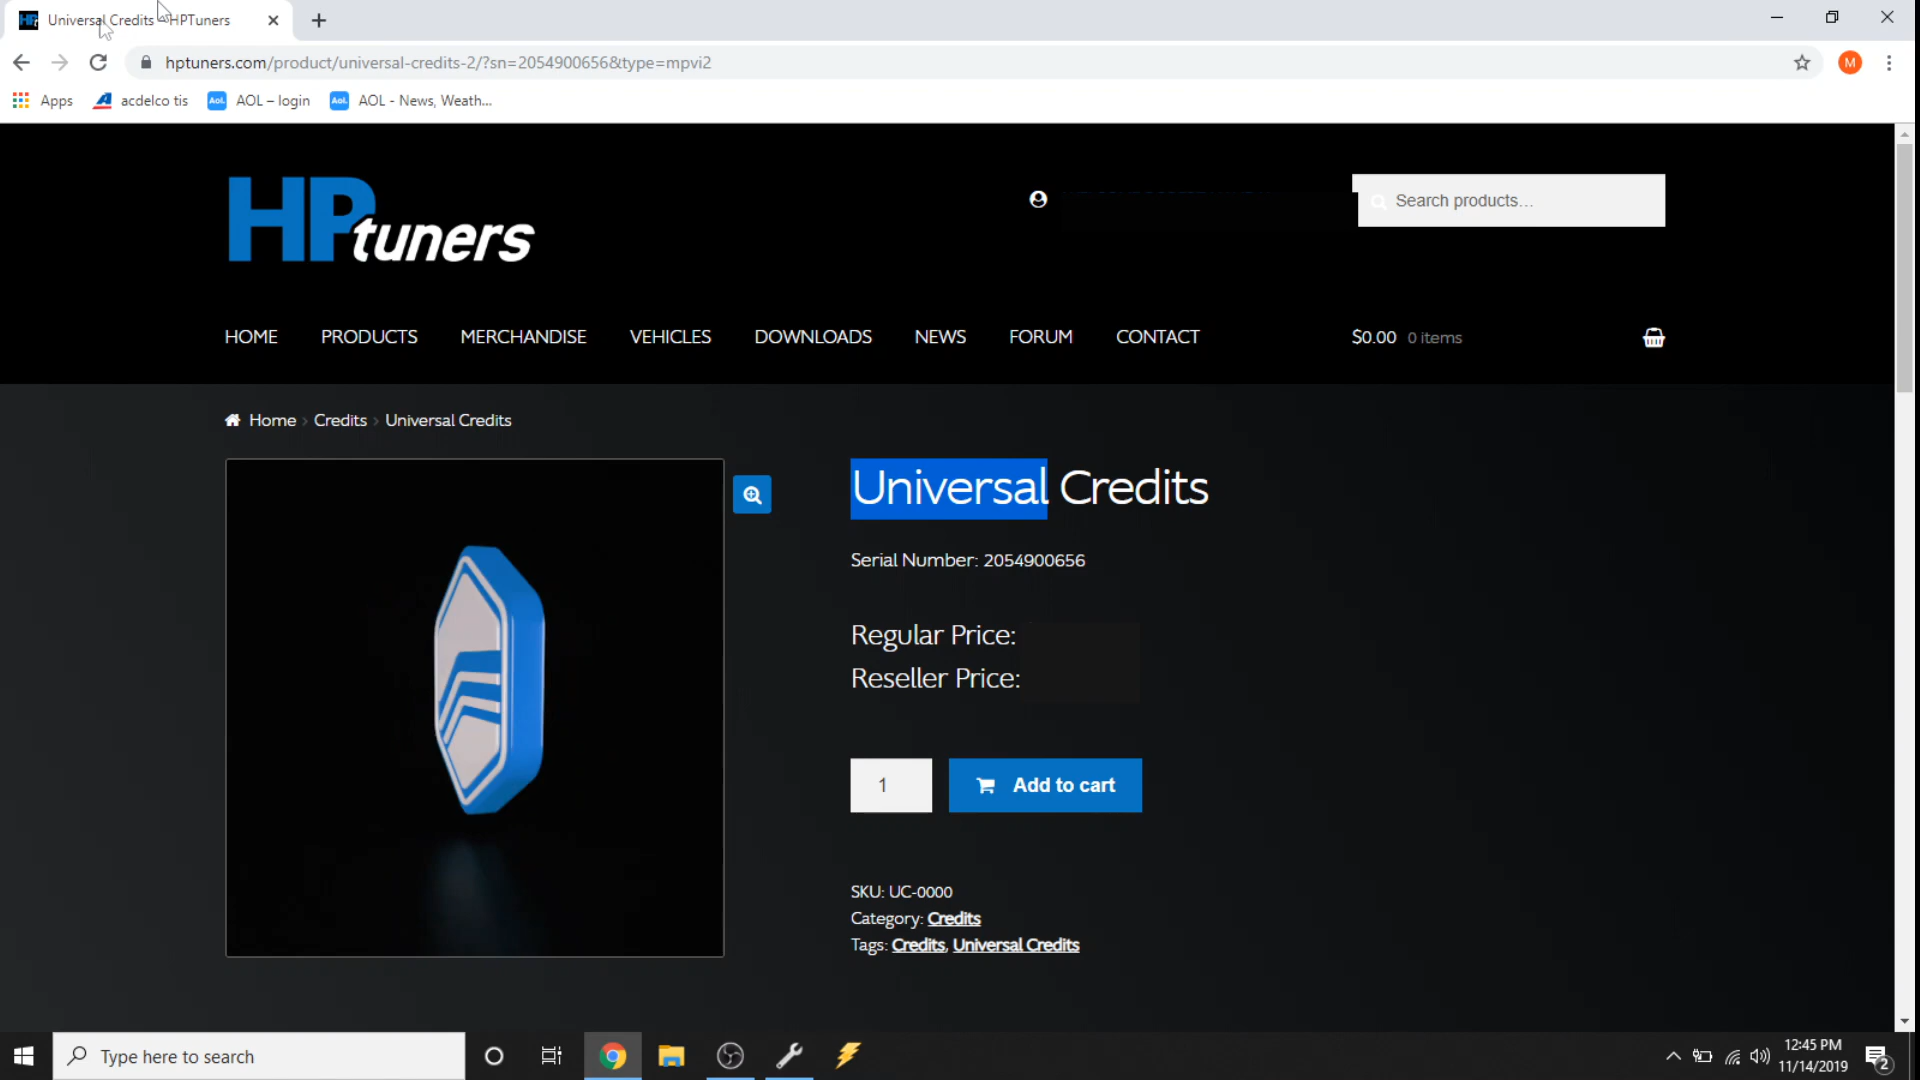 Universal Credits - HPTuners
hptuners.com/product/universal-credits-2/?sn=2054900656&type=mpvi2
M
Apps
acdelco tis
Aol.
AOL – login
Aol.
AOL - News, Weath...
HPtuners
Search products...
HOME
PRODUCTS
MERCHANDISE
VEHICLES
DOWNLOADS
NEWS
FORUM
CONTACT
$0.00 0 items
Home › Credits › Universal Credits
Universal Credits
Serial Number: 2054900656
Regular Price:
Reseller Price:
1
Add to cart
SKU: UC-0000
Category: Credits
Tags: Credits, Universal Credits
Type here to search
12:45 PM
11/14/2019
2